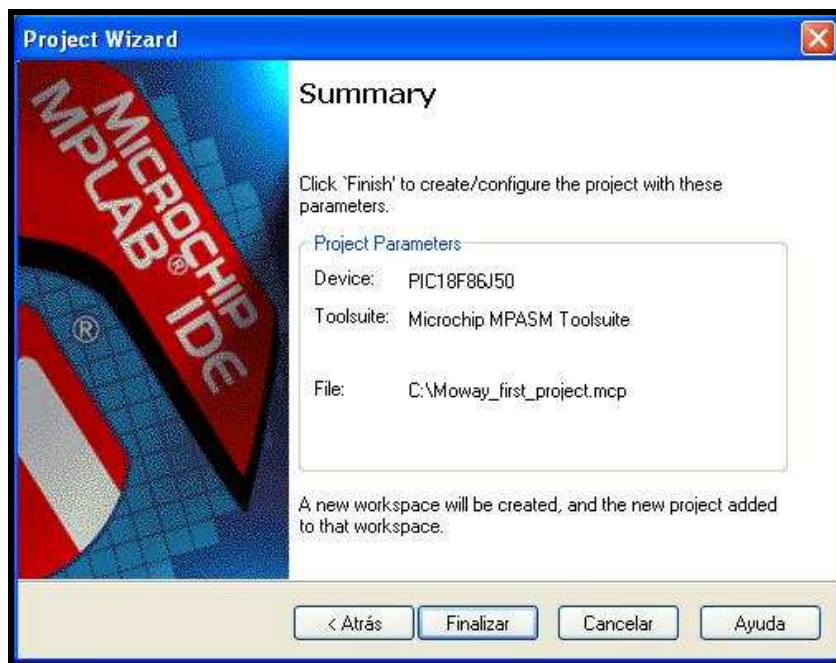 Project Wizard
MICROCHIP
MPLAB® IDE
®
Summary
Click `Finish' to create/configure the project with these
parameters.
Project Parameters
Device: PIC18F86J50
Toolsuite: Microchip MPASM Toolsuite
File: C:\Moway_first_project.mcp
A new workspace will be created, and the new project added
to that workspace.
< Atrás Finalizar Cancelar Ayuda